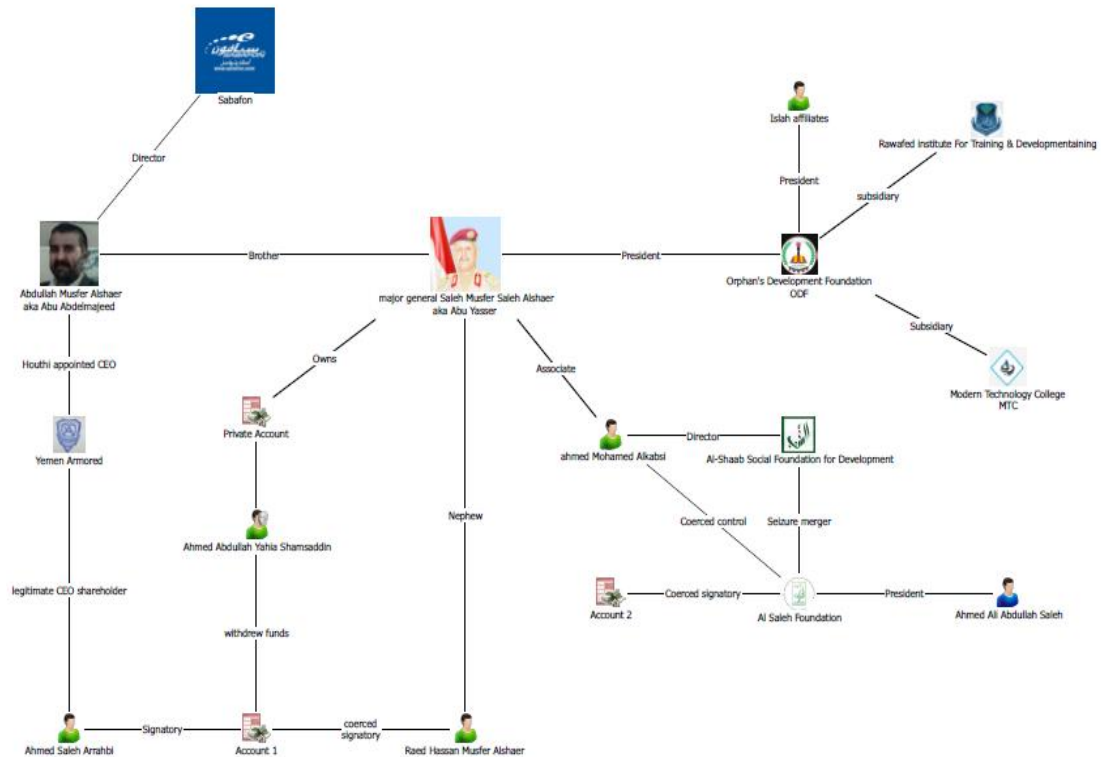 سبأفون
www.sabafon.com
Sabafon
Director
Islah affiliates
Rawafed institute For Training & Developmentaining
President
subsidiary
Brother
President
Abdullah Musfer Alshaer
aka Abu Abdelmajeed
major general Saleh Musfer Saleh Alshaer
aka Abu Yasser
Orphan's Development Foundation
ODF
Houthi appointed CEO
Owns
Associate
Subsidiary
Modern Technology College
MTC
Yemen Armored
Private Account
ahmed Mohamed Alkabsi
Director
Al-Shaab Social Foundation for Development
Nephew
Coerced control
Seizure merger
Ahmed Abdullah Yahia Shamsaddin
legitimate CEO shareholder
Account 2
Coerced signatory
Al Saleh Foundation
President
Ahmed Ali Abdullah Saleh
withdrew funds
Ahmed Saleh Arrahbi
Signatory
Account 1
coerced
signatory
Raed Hassan Musfer Alshaer